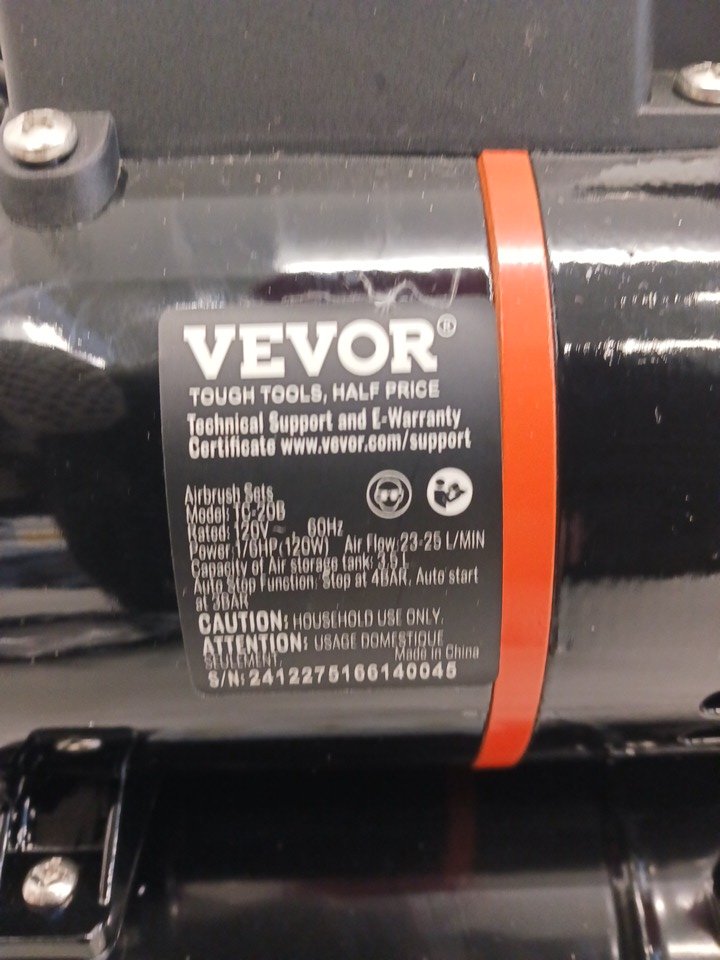 VEVOR®
TOUGH TOOLS, HALF PRICE
Technical Support and E-Warranty
Certificate www.vevor.com/support
Airbrush Sets
Model: TC-20B
Rated: 120V ~, 60Hz
Power: 1/6HP(120W) Air Flow: 23-25 L/MIN
Capacity of Air storage tank: 3.5 L
Auto Stop Function: Stop at 4BAR, Auto start
at 3BAR
CAUTION: HOUSEHOLD USE ONLY.
ATTENTION: USAGE DOMESTIQUE
SEULEMENT. Made in China
S/N: 2412275166140045